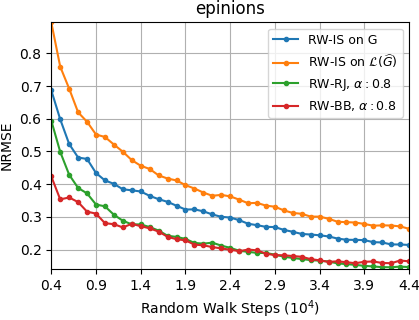 epinions
NRMSE
0.8
0.7
0.6
0.5
0.4
0.3
0.2
RW-IS on G
RW-IS on ℒ(Ĝ)
RW-RJ, α : 0.8
RW-BB, α : 0.8
0.4 0.9 1.4 1.9 2.4 2.9 3.4 3.9 4.4
Random Walk Steps (10⁴)